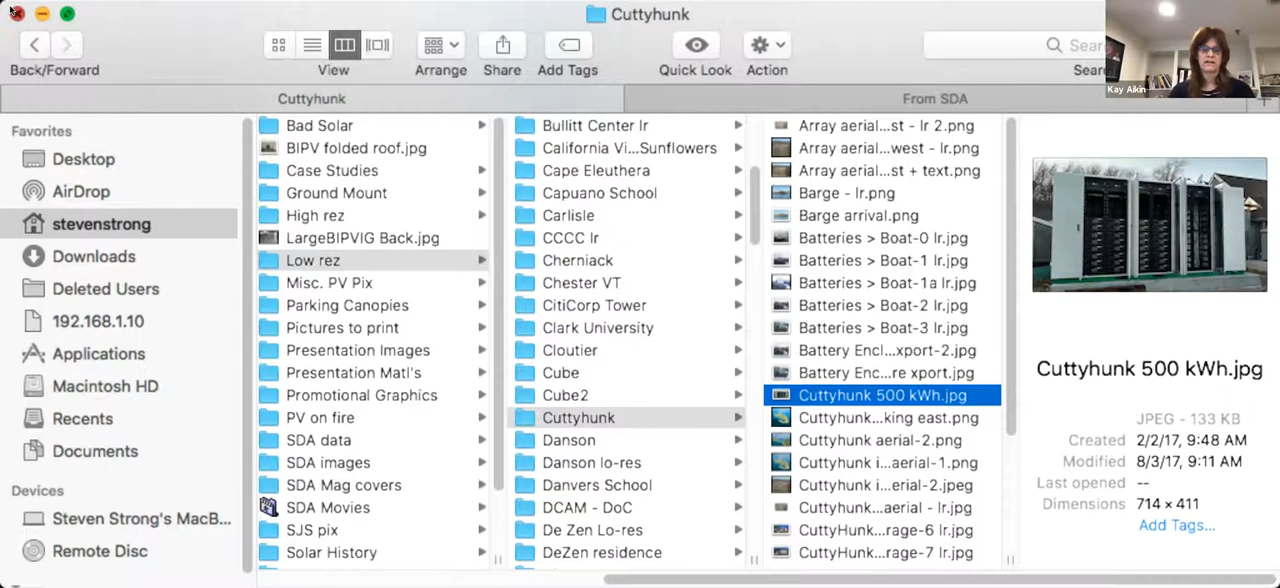 Cuttyhunk
Back/Forward
View
Arrange
Share
Add Tags
Quick Look
Action
Sear
Searc
Kay Aikin
Cuttyhunk
From SDA
Favorites
Desktop
AirDrop
stevenstrong
Downloads
Deleted Users
192.168.1.10
Applications
Macintosh HD
Recents
Documents
Devices
Steven Strong's MacB...
Remote Disc
Bad Solar
BIPV folded roof.jpg
Case Studies
Ground Mount
High rez
LargeBIPVIG Back.jpg
Low rez
Misc. PV Pix
Parking Canopies
Pictures to print
Presentation Images
Presentation Matl's
Promotional Graphics
PV on fire
SDA data
SDA images
SDA Mag covers
SDA Movies
SJS pix
Solar History
Bullitt Center lr
California Vi...Sunflowers
Cape Eleuthera
Capuano School
Carlisle
CCCC lr
Cherniack
Chester VT
CitiCorp Tower
Clark University
Cloutier
Cube
Cube2
Cuttyhunk
Danson
Danson lo-res
Danvers School
DCAM - DoC
De Zen Lo-res
DeZen residence
Array aerial...st - lr 2.png
Array aerial...west - lr.png
Array aerial...st + text.png
Barge - lr.png
Barge arrival.png
Batteries > Boat-0 lr.jpg
Batteries > Boat-1 lr.jpg
Batteries > Boat-1a lr.jpg
Batteries > Boat-2 lr.jpg
Batteries > Boat-3 lr.jpg
Battery Encl...xport-2.jpg
Battery Enc...re xport.jpg
Cuttyhunk 500 kWh.jpg
Cuttyhunk...king east.png
Cuttyhunk aerial-2.png
Cuttyhunk i...aerial-1.png
Cuttyhunk i...erial-2.jpeg
Cuttyhunk...aerial - lr.jpg
CuttyHunk...rage-6 lr.jpg
CuttyHunk...rage-7 lr.jpg
Cuttyhunk 500 kWh.jpg
JPEG - 133 KB
Created 2/2/17, 9:48 AM
Modified 8/3/17, 9:11 AM
Last opened --
Dimensions 714 × 411
Add Tags...